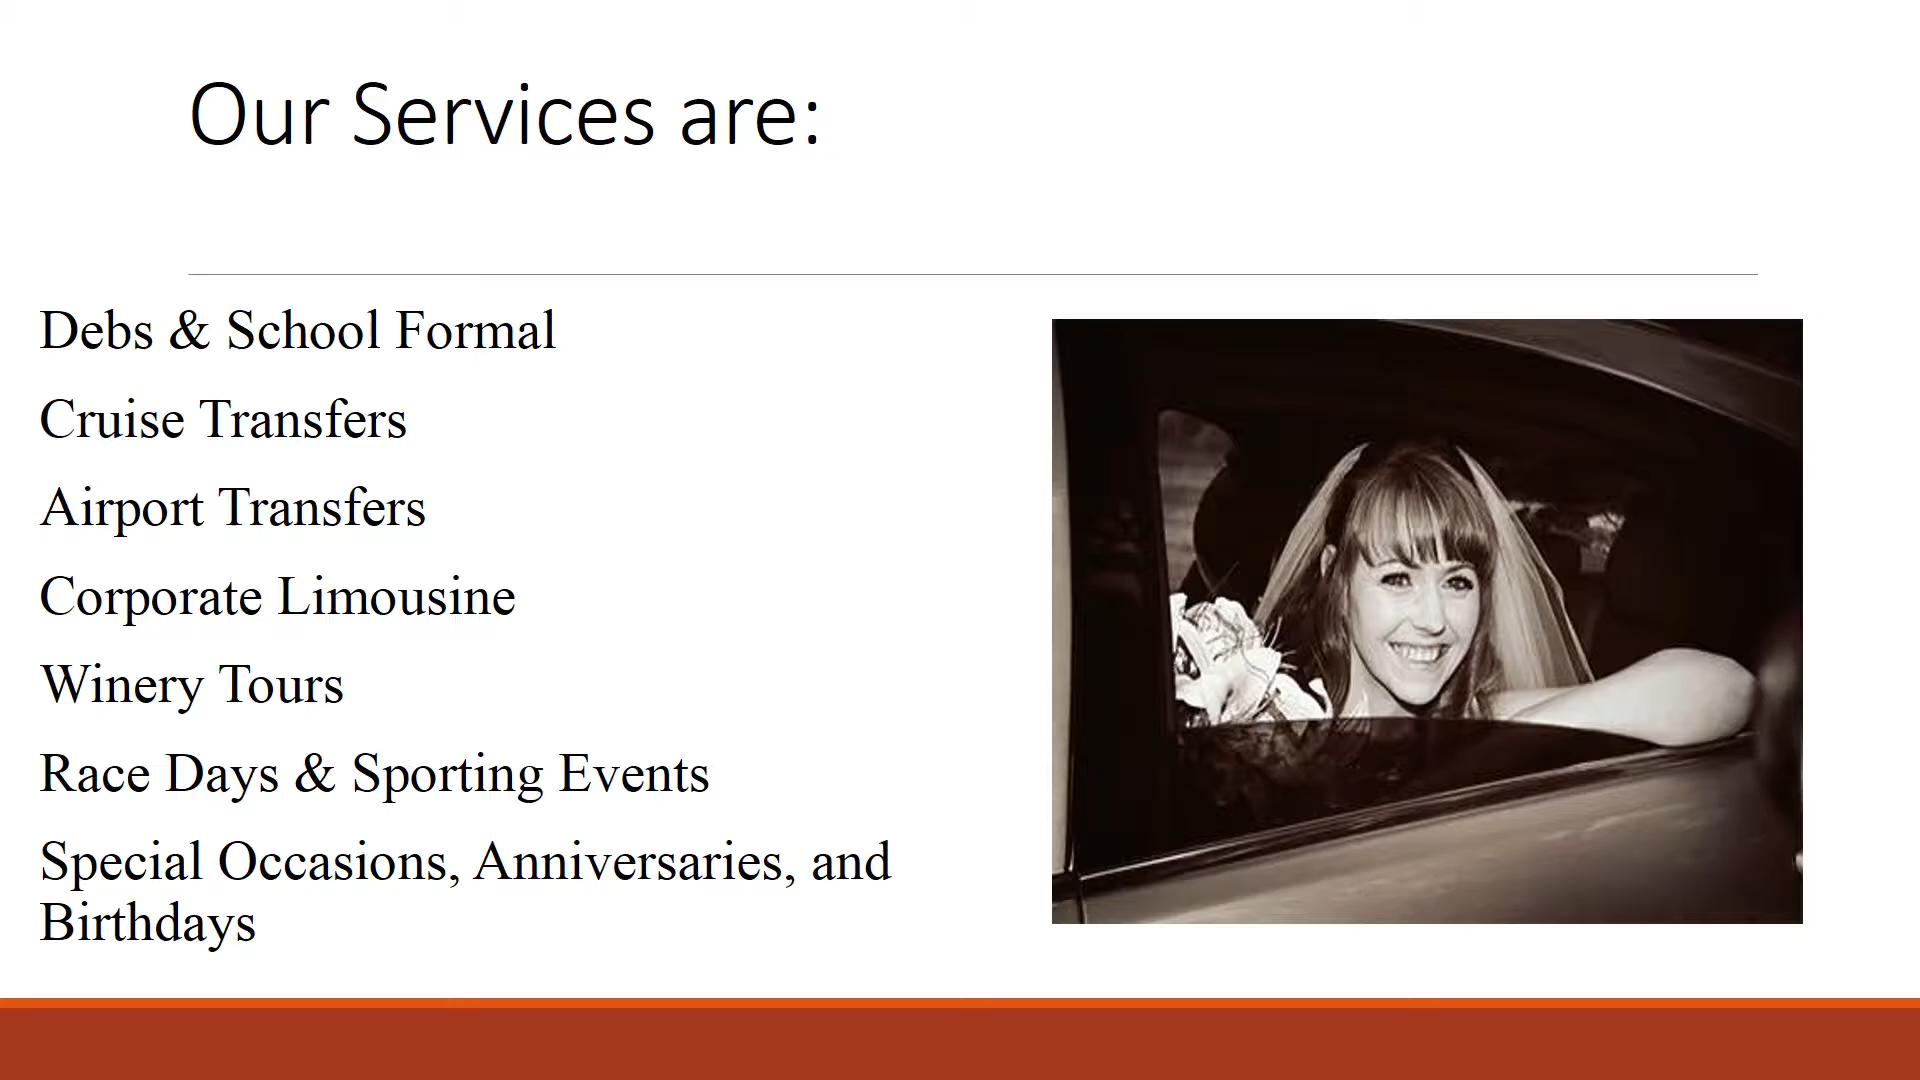 Our Services are:
Debs & School Formal
Cruise Transfers
Airport Transfers
Corporate Limousine
Winery Tours
Race Days & Sporting Events
Special Occasions, Anniversaries, and
Birthdays